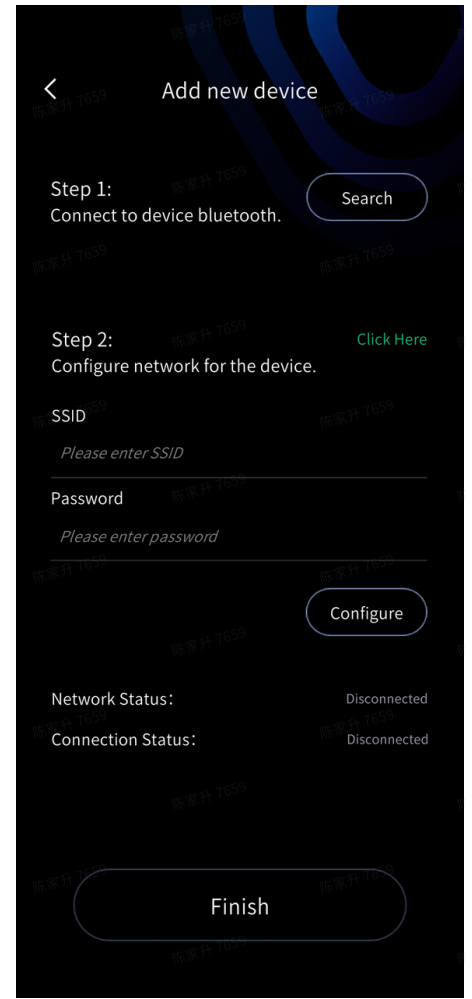 Add new device
Step 1:
Connect to device bluetooth.
Search
Step 2:
Click Here
Configure network for the device.
SSID
Please enter SSID
Password
Please enter password
Configure
Network Status:
Disconnected
Connection Status:
Disconnected
Finish
陈家升 7659